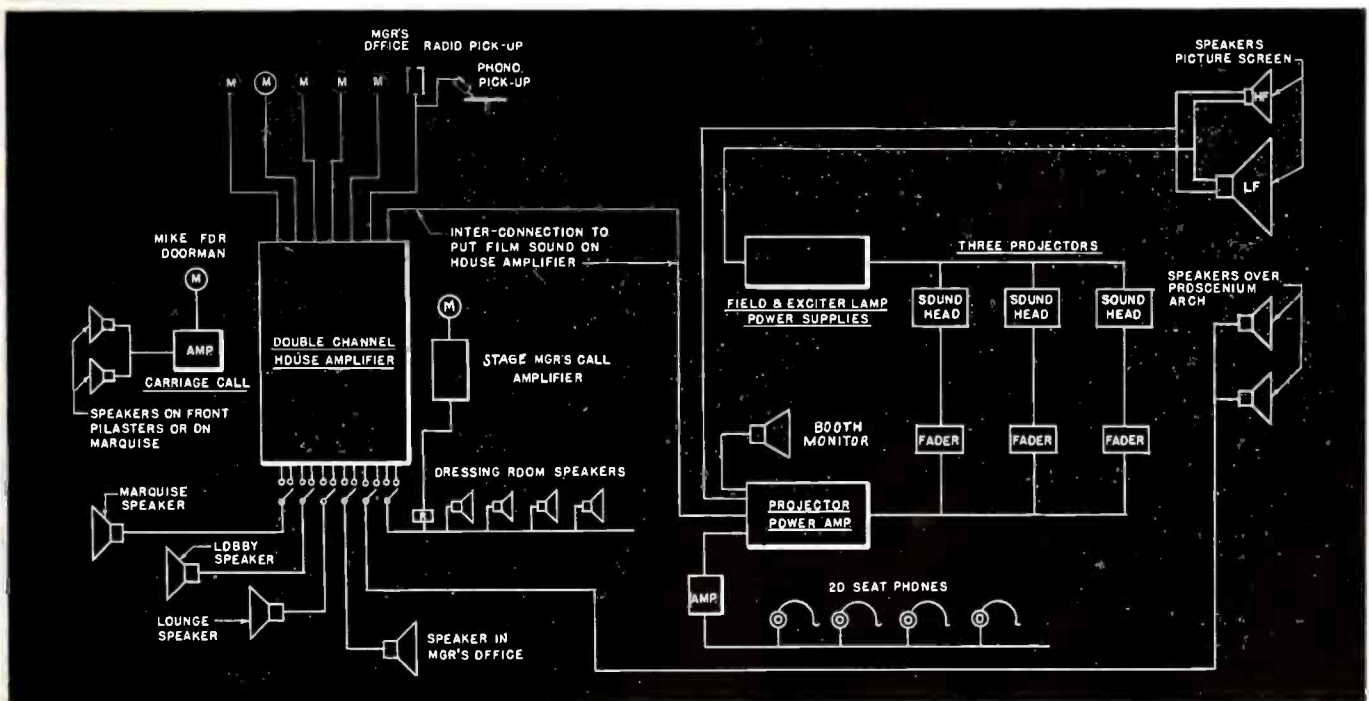 MGR'S
OFFICE
RADIO PICK-UP
PHONO.
PICK-UP
M
M
M
M
M
SPEAKERS
PICTURE SCREEN
HF
LF
INTER-CONNECTION TO
PUT FILM SOUND ON
HOUSE AMPLIFIER
MIKE FOR
DOORMAN
M
AMP.
CARRIAGE CALL
SPEAKERS ON FRONT
PILASTERS OR ON
MARQUISE
DOUBLE CHANNEL
HOUSE AMPLIFIER
M
STAGE MGR'S CALL
AMPLIFIER
FIELD & EXCITER LAMP
POWER SUPPLIES
THREE PROJECTORS
SOUND
HEAD
SOUND
HEAD
SOUND
HEAD
SPEAKERS OVER
PROSCENIUM
ARCH
FADER
FADER
FADER
BOOTH
MONITOR
PROJECTOR
POWER AMP.
MARQUISE
SPEAKER
LOBBY
SPEAKER
LOUNGE
SPEAKER
SPEAKER IN
MGR'S OFFICE
R
DRESSING ROOM SPEAKERS
AMP.
20 SEAT PHONES